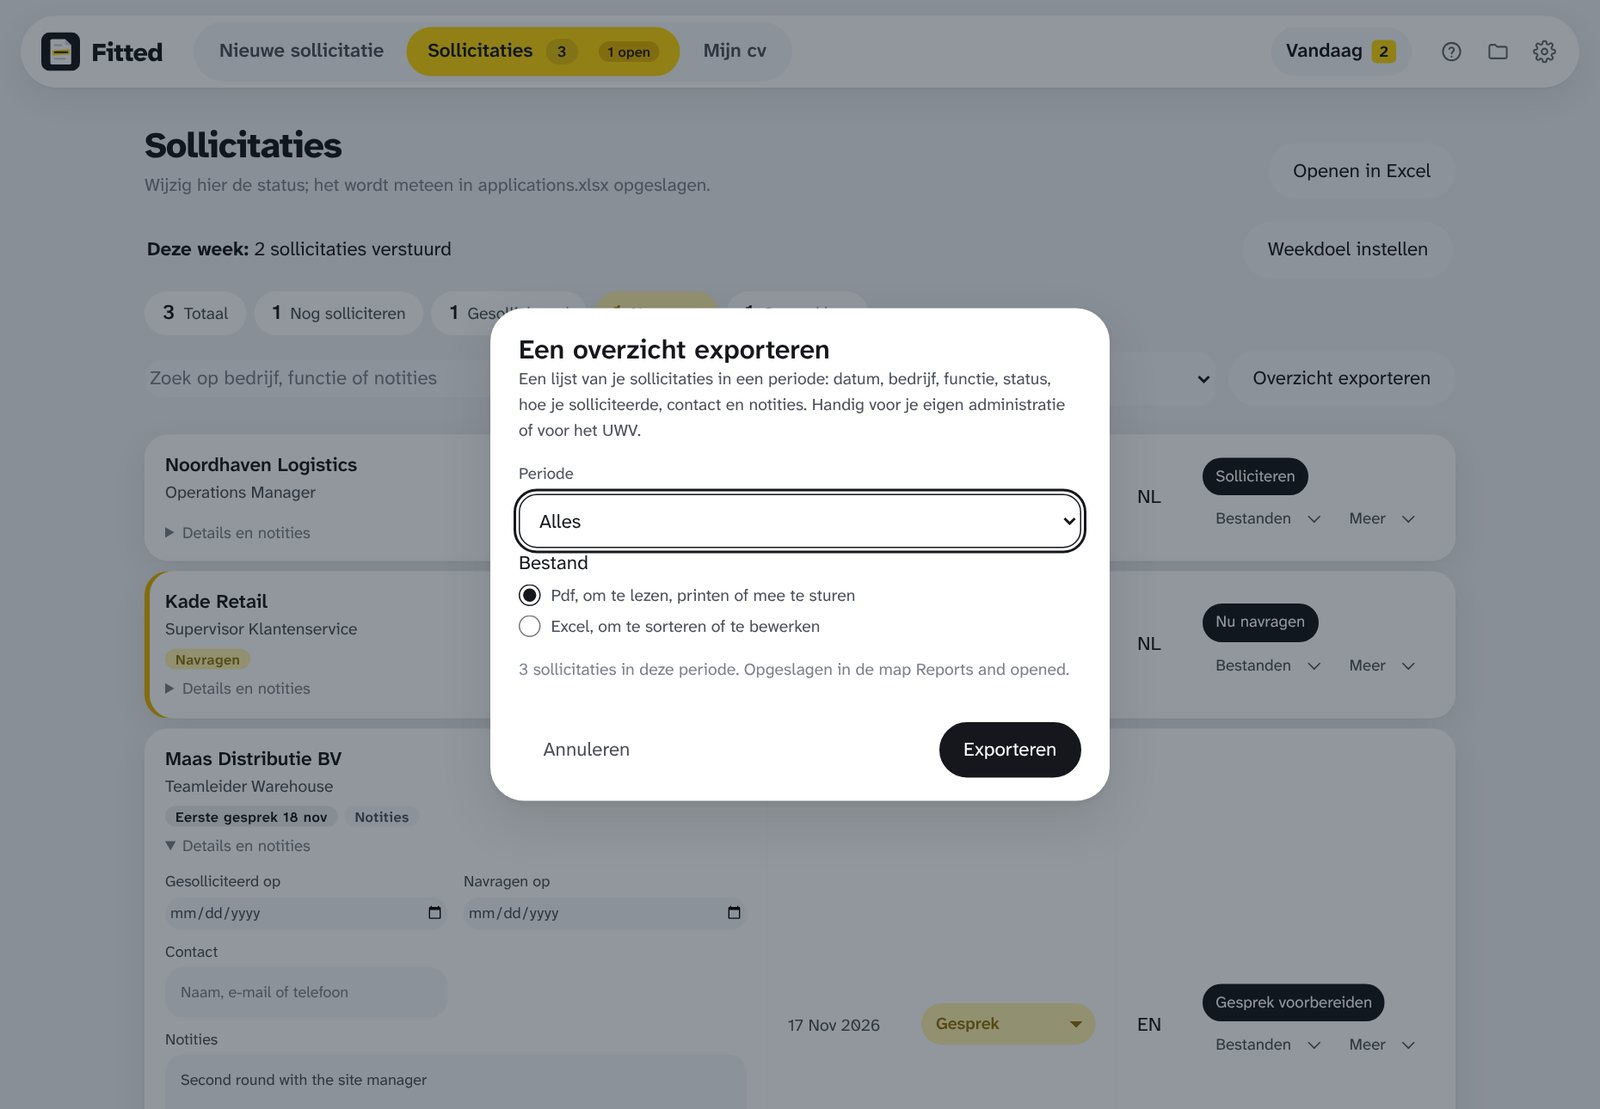 Fitted
Nieuwe sollicitatie
Sollicitaties 3 1 open
Mijn cv
Vandaag 2
Sollicitaties
Wijzig hier de status; het wordt meteen in applications.xlsx opgeslagen.
Openen in Excel
Deze week: 2 sollicitaties verstuurd
Weekdoel instellen
3 Totaal
1 Nog solliciteren
1
Zoek op bedrijf, functie of notities
Overzicht exporteren
Een overzicht exporteren
Een lijst van je sollicitaties in een periode: datum, bedrijf, functie, status,
hoe je solliciteerde, contact en notities. Handig voor je eigen administratie
of voor het UWV.
Periode
Alles
Bestand
Pdf, om te lezen, printen of mee te sturen
Excel, om te sorteren of te bewerken
3 sollicitaties in deze periode. Opgeslagen in de map Reports and opened.
Annuleren
Exporteren
Noordhaven Logistics
Operations Manager
Details en notities
NL
Solliciteren
Bestanden
Meer
Kade Retail
Supervisor Klantenservice
Navragen
Details en notities
NL
Nu navragen
Bestanden
Meer
Maas Distributie BV
Teamleider Warehouse
Eerste gesprek 18 nov
Notities
Details en notities
Gesolliciteerd op
Navragen op
mm/dd/yyyy
mm/dd/yyyy
Contact
Naam, e-mail of telefoon
Notities
Second round with the site manager
17 Nov 2026
Gesprek
EN
Gesprek voorbereiden
Bestanden
Meer